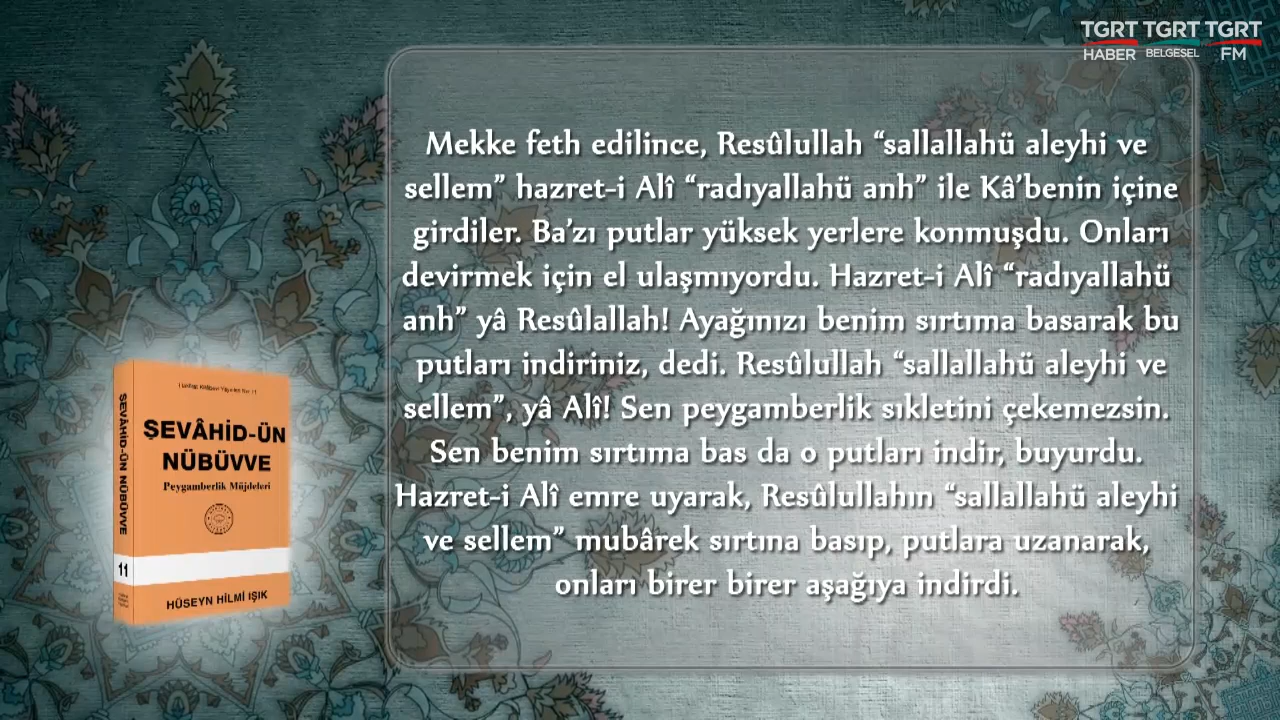 TGRT HABER
TGRT BELGESEL
TGRT FM
Mekke feth edilince, Resûlullah “sallallahü aleyhi ve
sellem” hazret-i Alî “radıyallahü anh” ile Kâ’benin içine
girdiler. Ba’zı putlar yüksek yerlere konmuşdu. Onları
devirmek için el ulaşmıyordu. Hazret-i Alî “radıyallahü
anh” yâ Resûlallah! Ayağınızı benim sırtıma basarak bu
putları indiriniz, dedi. Resûlullah “sallallahü aleyhi ve
sellem”, yâ Alî! Sen peygamberlik sıkletini çekemezsin.
Sen benim sırtıma bas da o putları indir, buyurdu.
Hazret-i Alî emre uyarak, Resûlullahın “sallallahü aleyhi
ve sellem” mubârek sırtına basıp, putlara uzanarak,
onları birer birer aşağıya indirdi.
ŞEVÂHİD-ÜN NÜBÜVVE
11
ŞEVÂHİD-ÜN
NÜBÜVVE
Peygamberlik Müjdeleri
HÜSEYN HİLMİ IŞIK